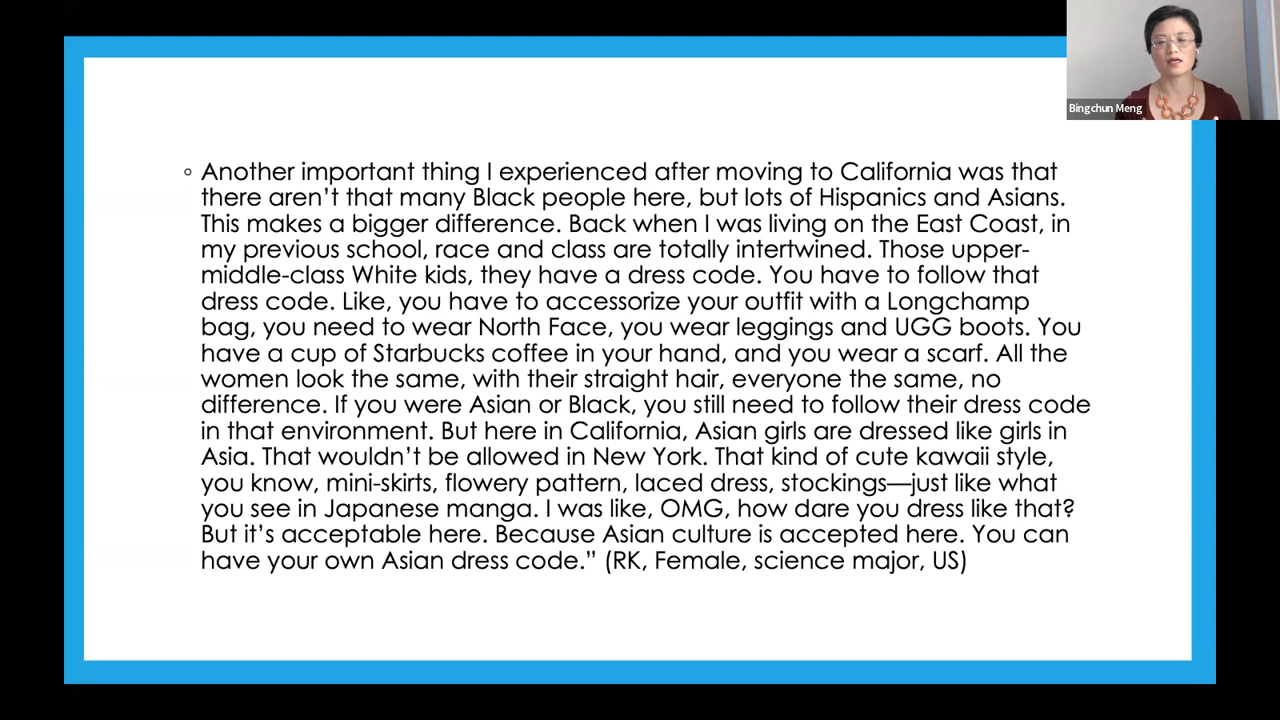 Bingchun Meng
◦ Another important thing I experienced after moving to California was that
there aren’t that many Black people here, but lots of Hispanics and Asians.
This makes a bigger difference. Back when I was living on the East Coast, in
my previous school, race and class are totally intertwined. Those upper-
middle-class White kids, they have a dress code. You have to follow that
dress code. Like, you have to accessorize your outfit with a Longchamp
bag, you need to wear North Face, you wear leggings and UGG boots. You
have a cup of Starbucks coffee in your hand, and you wear a scarf. All the
women look the same, with their straight hair, everyone the same, no
difference. If you were Asian or Black, you still need to follow their dress code
in that environment. But here in California, Asian girls are dressed like girls in
Asia. That wouldn’t be allowed in New York. That kind of cute kawaii style,
you know, mini-skirts, flowery pattern, laced dress, stockings—just like what
you see in Japanese manga. I was like, OMG, how dare you dress like that?
But it’s acceptable here. Because Asian culture is accepted here. You can
have your own Asian dress code.” (RK, Female, science major, US)